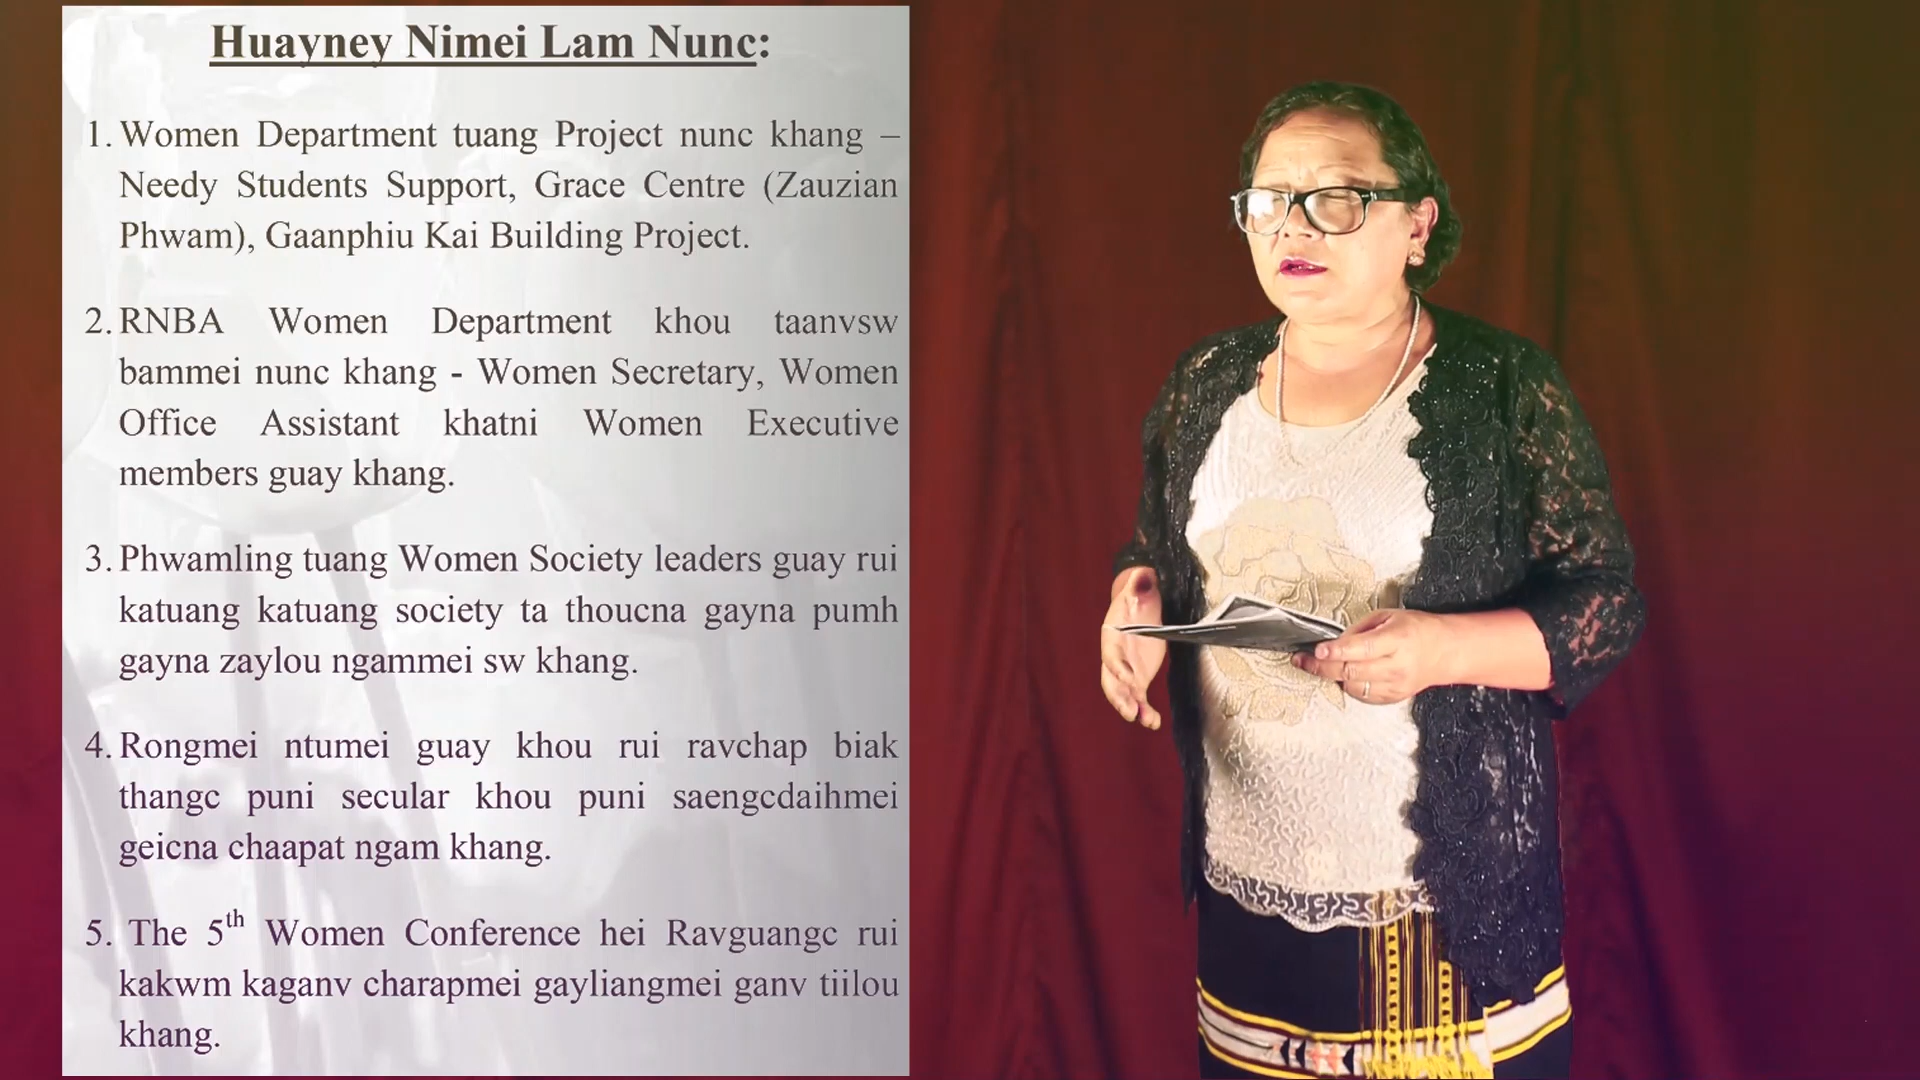 Huayney Nimei Lam Nunc:
1. Women Department tuang Project nunc khang –
Needy Students Support, Grace Centre (Zauzian
Phwam), Gaanphiu Kai Building Project.
2. RNBA Women Department khou taanvsw
bammei nunc khang - Women Secretary, Women
Office Assistant khatni Women Executive
members guay khang.
3. Phwamling tuang Women Society leaders guay rui
katuang katuang society ta thoucna gayna pumh
gayna zaylou ngammei sw khang.
4. Rongmei ntumei guay khou rui ravchap biak
thangc puni secular khou puni saengcdaihmei
geicna chaapat ngam khang.
5. The 5th Women Conference hei Ravguangc rui
kakwm kaganv charapmei gayliangmei ganv tiilou
khang.